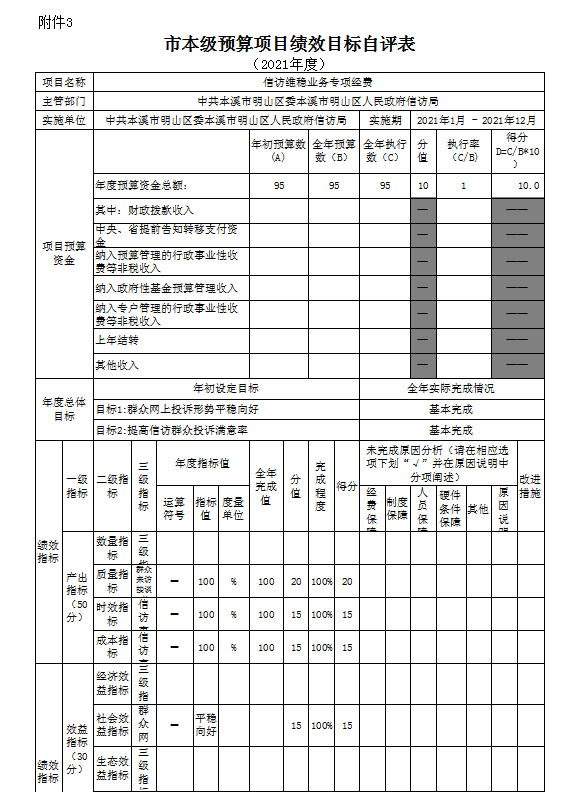 附件3
市本级预算项目绩效目标自评表
（2021年度）
项目名称 信访维稳业务专项经费
主管部门 中共本溪市明山区委本溪市明山区人民政府信访局
实施单位 中共本溪市明山区委本溪市明山区人民政府信访局 实施期 2021年1月 - 2021年12月
项目预算资金 年初预算数(A) 全年预算数（B） 全年执行数（C） 分值 执行率（C/B） 得分D=C/B*10）
年度预算资金总额： 95 95 95 10 1 10.0
其中：财政拨款收入 — ——
中央、省提前告知转移支付资金 — ——
纳入预算管理的行政事业性收费等非税收入 — ——
纳入政府性基金预算管理收入 — ——
纳入专户管理的行政事业性收费等非税收入 — ——
上年结转 — ——
其他收入 — ——
年度总体目标 年初设定目标 全年实际完成情况
目标1:群众网上投诉形势平稳向好 基本完成
目标2:提高信访群众投诉满意率 基本完成
绩效指标 一级指标 二级指标 三级指标 年度指标值 全年完成值 分值 完成程度 得分 未完成原因分析（请在相应选项下划“√”并在原因说明中分项阐述） 改进措施
运算符号 指标值 度量单位 经费保障 制度保障 人员保障 硬件条件保障 其他 原因说明
产出指标（50分） 数量指标 三级指
质量指标 群众来访接谈 — 100 % 100 20 100% 20
时效指标 信访 — 100 % 100 15 100% 15
成本指标 信访 — 100 % 100 15 100% 15
绩效指标 效益指标（30分） 经济效益指标 三级指
社会效益指标 群众网 — 平稳向好 15 100% 15
生态效益指标 三级指